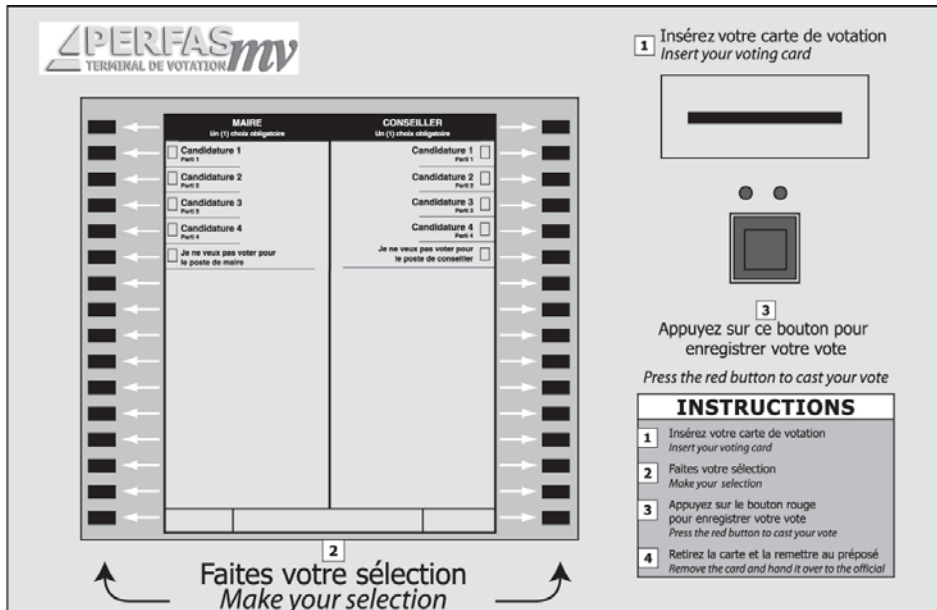 PERFAS mv
TERMINAL DE VOTATION
MAIRE
Un (1) choix obligatoire
Candidature 1
Parti 1
Candidature 2
Parti 2
Candidature 3
Parti 3
Candidature 4
Parti 4
Je ne veux pas voter pour
le poste de maire
CONSEILLER
Un (1) choix obligatoire
Candidature 1
Parti 1
Candidature 2
Parti 2
Candidature 3
Parti 3
Candidature 4
Parti 4
Je ne veux pas voter pour
le poste de conseiller
2
Faites votre sélection
Make your selection
1 Insérez votre carte de votation
Insert your voting card
3
Appuyez sur ce bouton pour
enregistrer votre vote
Press the red button to cast your vote
INSTRUCTIONS
1 Insérez votre carte de votation
Insert your voting card
2 Faites votre sélection
Make your selection
3 Appuyez sur le bouton rouge
pour enregistrer votre vote
Press the red button to cast your vote
4 Retirez la carte et la remettre au préposé
Remove the card and hand it over to the official